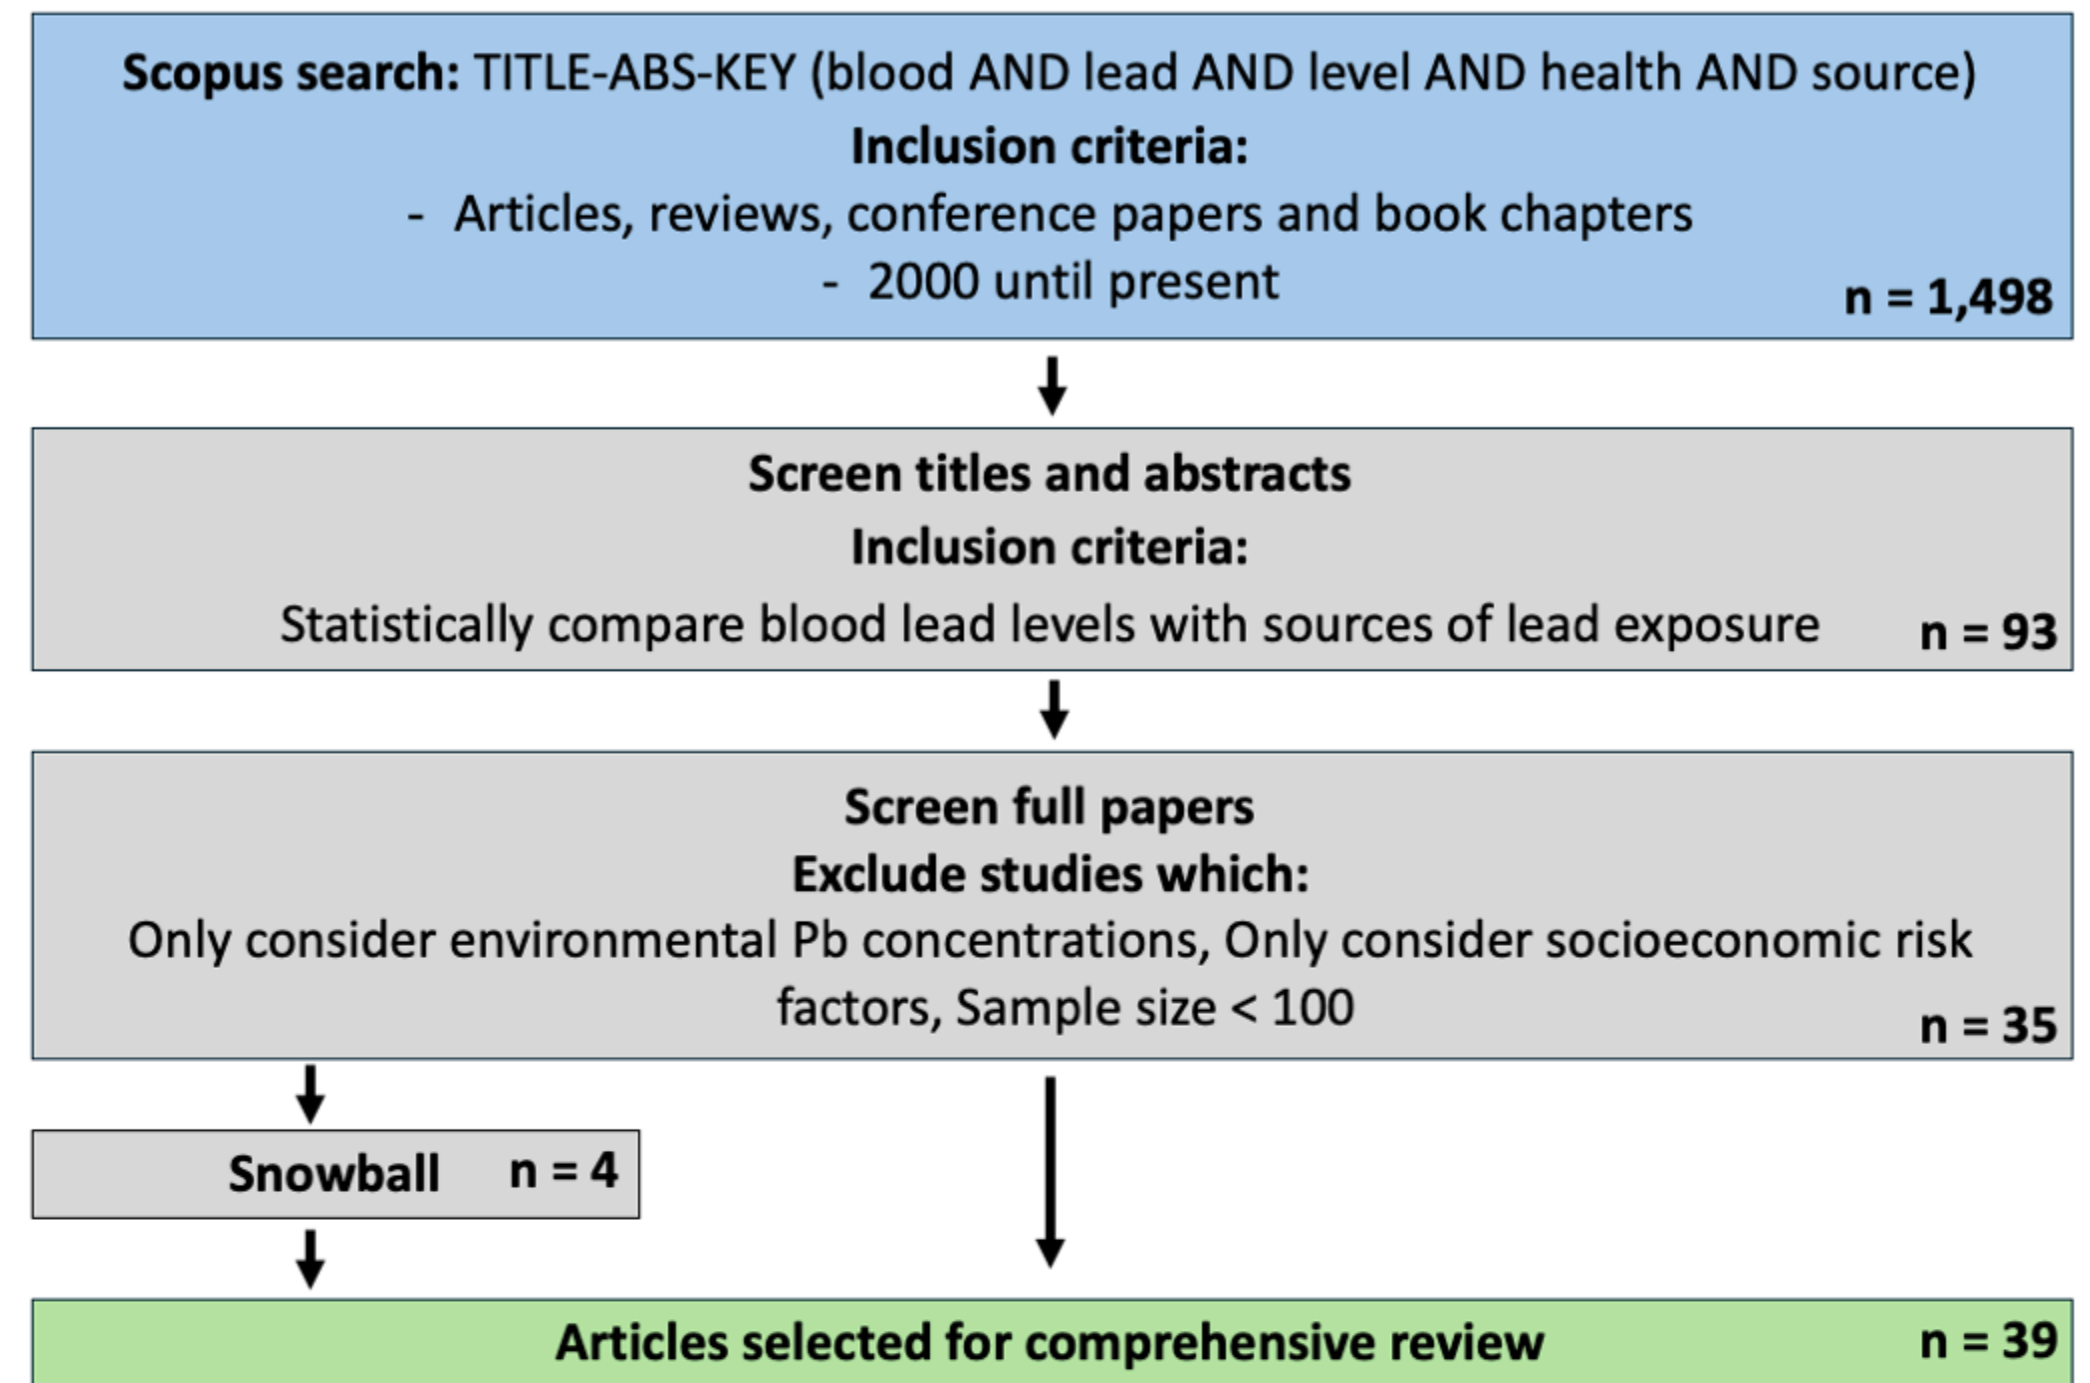 Scopus search: TITLE-ABS-KEY (blood AND lead AND level AND health AND source)
Inclusion criteria:
- Articles, reviews, conference papers and book chapters
- 2000 until present
n = 1,498
Screen titles and abstracts
Inclusion criteria:
Statistically compare blood lead levels with sources of lead exposure
n = 93
Screen full papers
Exclude studies which:
Only consider environmental Pb concentrations, Only consider socioeconomic risk
factors, Sample size < 100
n = 35
Snowball n = 4
Articles selected for comprehensive review n = 39